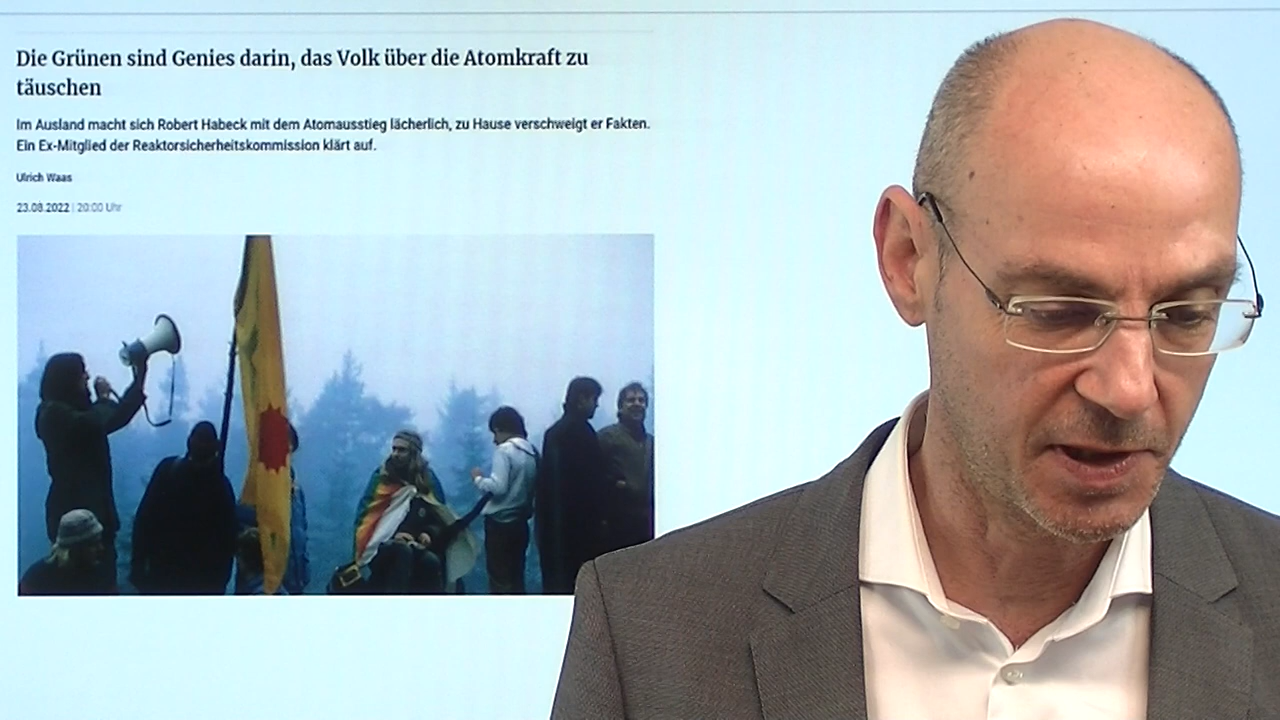 Die Grünen sind Genies darin, das Volk über die Atomkraft zu
täuschen
Im Ausland macht sich Robert Habeck mit dem Atomausstieg lächerlich, zu Hause verschweigt er Fakten.
Ein Ex-Mitglied der Reaktorsicherheitskommission klärt auf.
Ulrich Waas
23.08.2022 | 20:00 Uhr